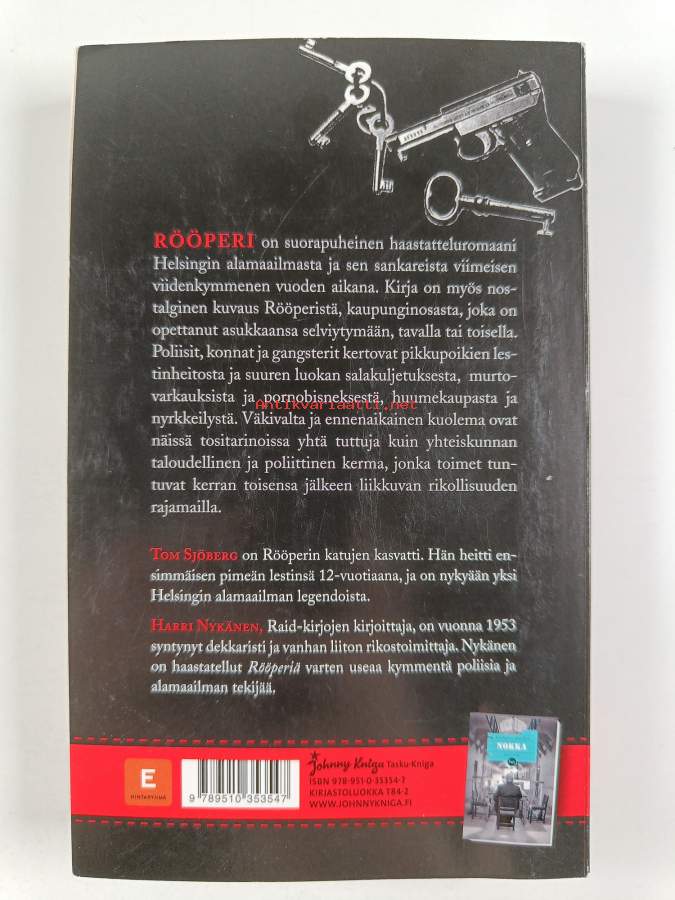 RÖÖPERI on suorapuheinen haastatteluromaani
Helsingin alamaailmasta ja sen sankareista viimeisen
viidenkymmenen vuoden aikana. Kirja on myös nos-
talginen kuvaus Rööperistä, kaupunginosasta, joka on
opettanut asukkaansa selviytymään, tavalla tai toisella.
Poliisit, konnat ja gangsterit kertovat pikkupoikien les-
tinheitosta ja suuren luokan salakuljetuksesta, murto-
varkauksista ja pornobisneksestä, huumekaupasta ja
Antikvariaatti.net
nyrkkeilystä. Väkivalta ja ennenaikainen kuolema ovat
näissä tositarinoissa yhtä tuttuja kuin yhteiskunnan
taloudellinen ja poliittinen kerma, jonka toimet tun-
tuvat kerran toisensa jälkeen liikkuvan rikollisuuden
rajamailla.
TOM SJÖBERG on Rööperin katujen kasvatti. Hän heitti en-
simmäisen pimeän lestinsä 12-vuotiaana, ja on nykyään yksi
Helsingin alamaailman legendoista.
HARRI NYKÄNEN, Raid-kirjojen kirjoittaja, on vuonna 1953
syntynyt dekkaristi ja vanhan liiton rikostoimittaja. Nykänen
on haastatellut Rööperiä varten useaa kymmentä poliisia ja
alamaailman tekijää.
E
HINTARYHMÄ
9 789510 353547
Johnny Kniga Tasku-Kniga
ISBN 978-951-0-35354-7
KIRJASTOLUOKKA T84-2
WWW.JOHNNYKNIGA.FI
NOKKA